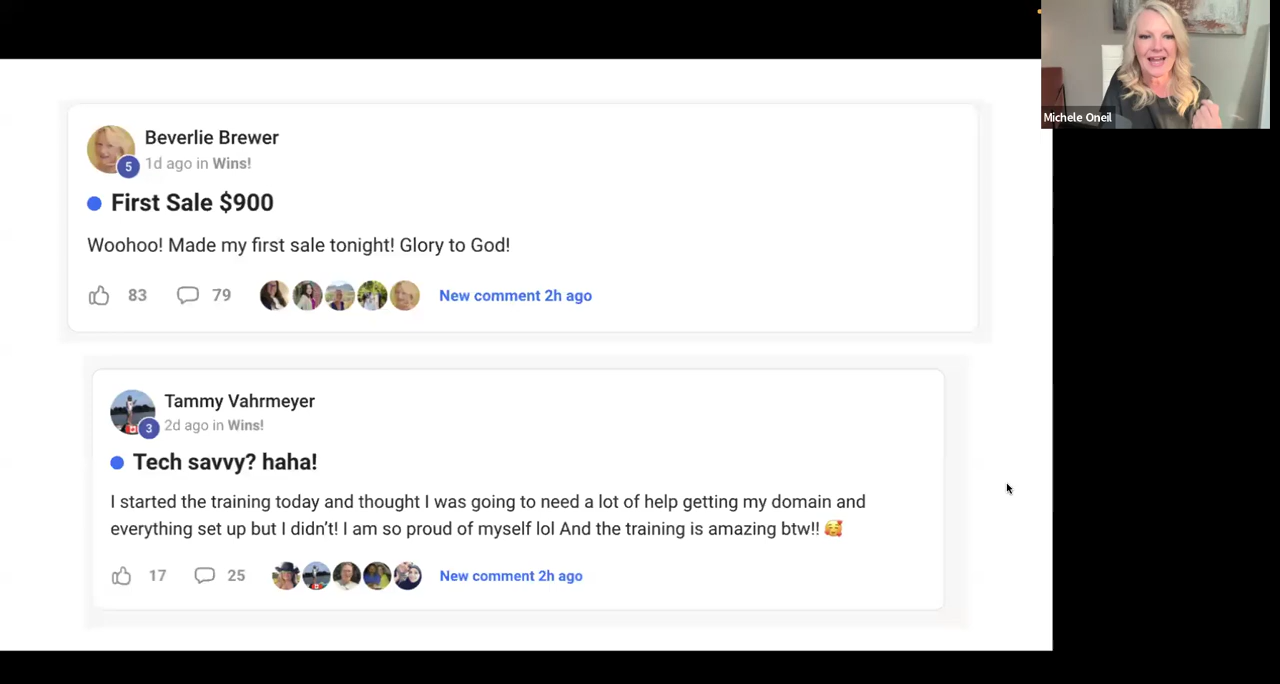 Michele Oneil
Beverlie Brewer
5
1d ago in Wins!
First Sale $900
Woohoo! Made my first sale tonight! Glory to God!
83 79 New comment 2h ago
Tammy Vahrmeyer
3
2d ago in Wins!
Tech savvy? haha!
I started the training today and thought I was going to need a lot of help getting my domain and
everything set up but I didn’t! I am so proud of myself lol And the training is amazing btw!! 🥰
17 25 New comment 2h ago